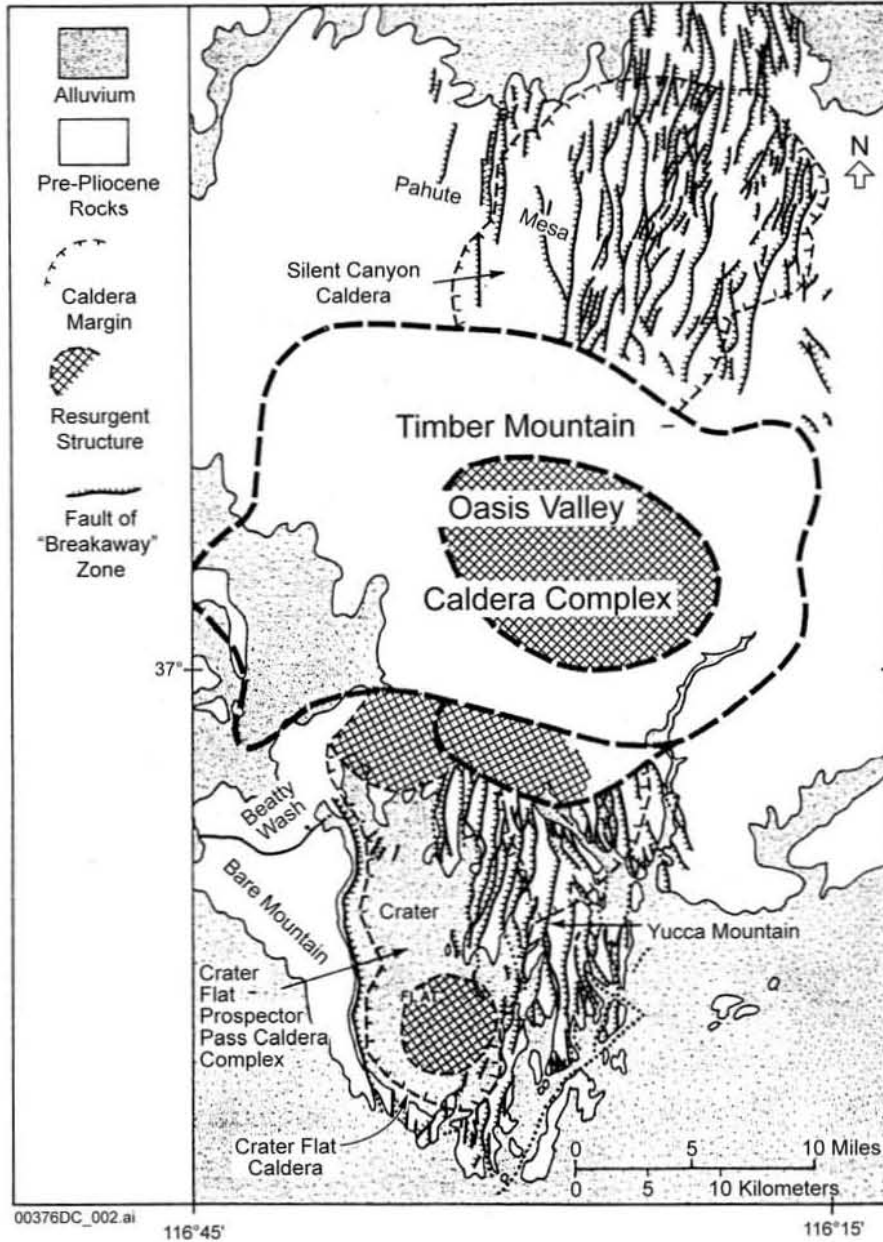 Alluvium
Pre-Pliocene
Rocks
Caldera
Margin
Resurgent
Structure
Fault of
"Breakaway"
Zone
N
Pahute
Mesa
Silent Canyon
Caldera
Timber Mountain
Oasis Valley
Caldera Complex
37°
Beatty
Wash
Bare Mountain
Crater
FLAT
Yucca Mountain
Crater
Flat
Prospector
Pass Caldera
Complex
Crater Flat
Caldera
0 5 10 Miles
0 5 10 Kilometers
00376DC_002.ai
116°45'
116°15'